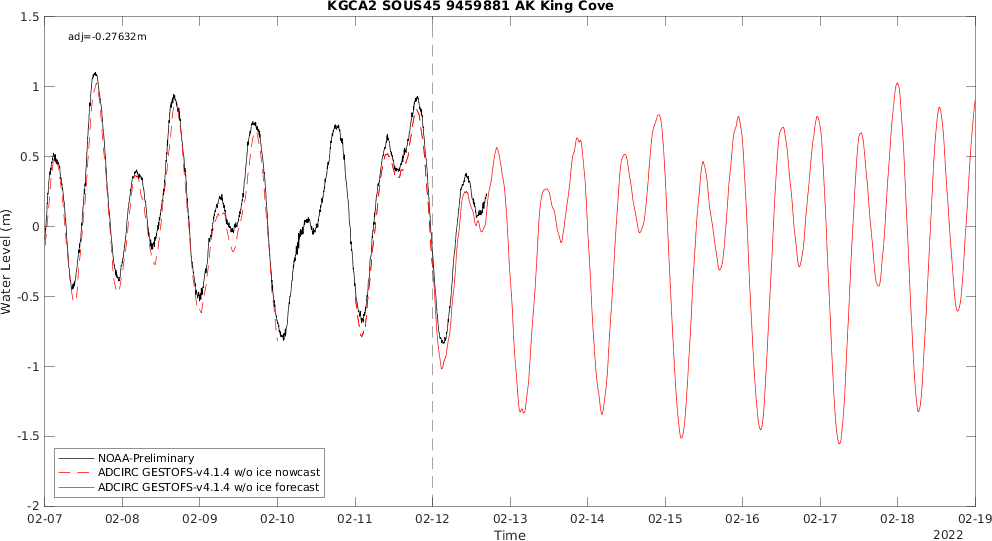 KGCA2 SOUS45 9459881 AK King Cove
adj=-0.27632m
1.5
1
0.5
0
-0.5
-1
-1.5
-2
Water Level (m)
NOAA-Preliminary
ADCIRC GESTOFS-v4.1.4 w/o ice nowcast
ADCIRC GESTOFS-v4.1.4 w/o ice forecast
02-07 02-08 02-09 02-10 02-11 02-12 02-13 02-14 02-15 02-16 02-17 02-18 02-19
Time
2022